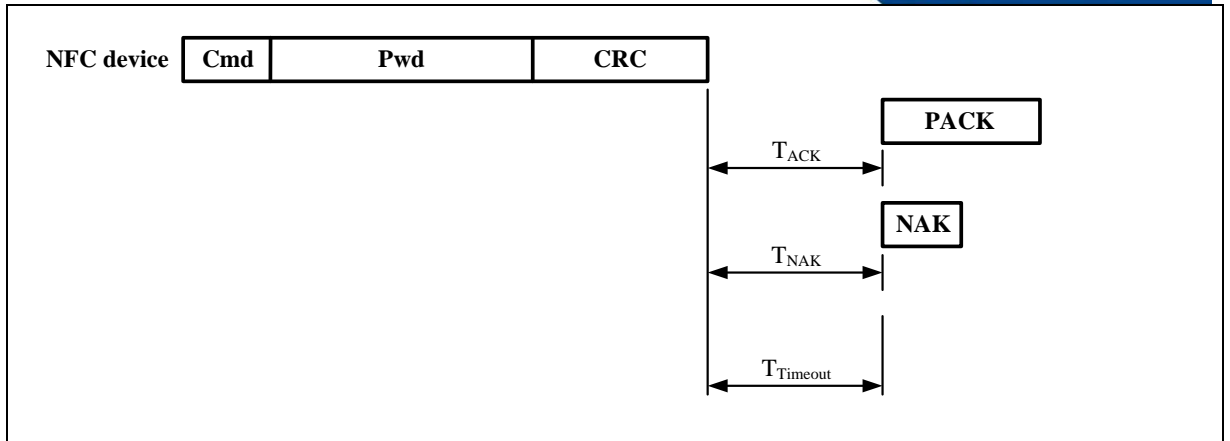 NFC device Cmd Pwd CRC
PACK
TACK
NAK
TNAK
TTimeout